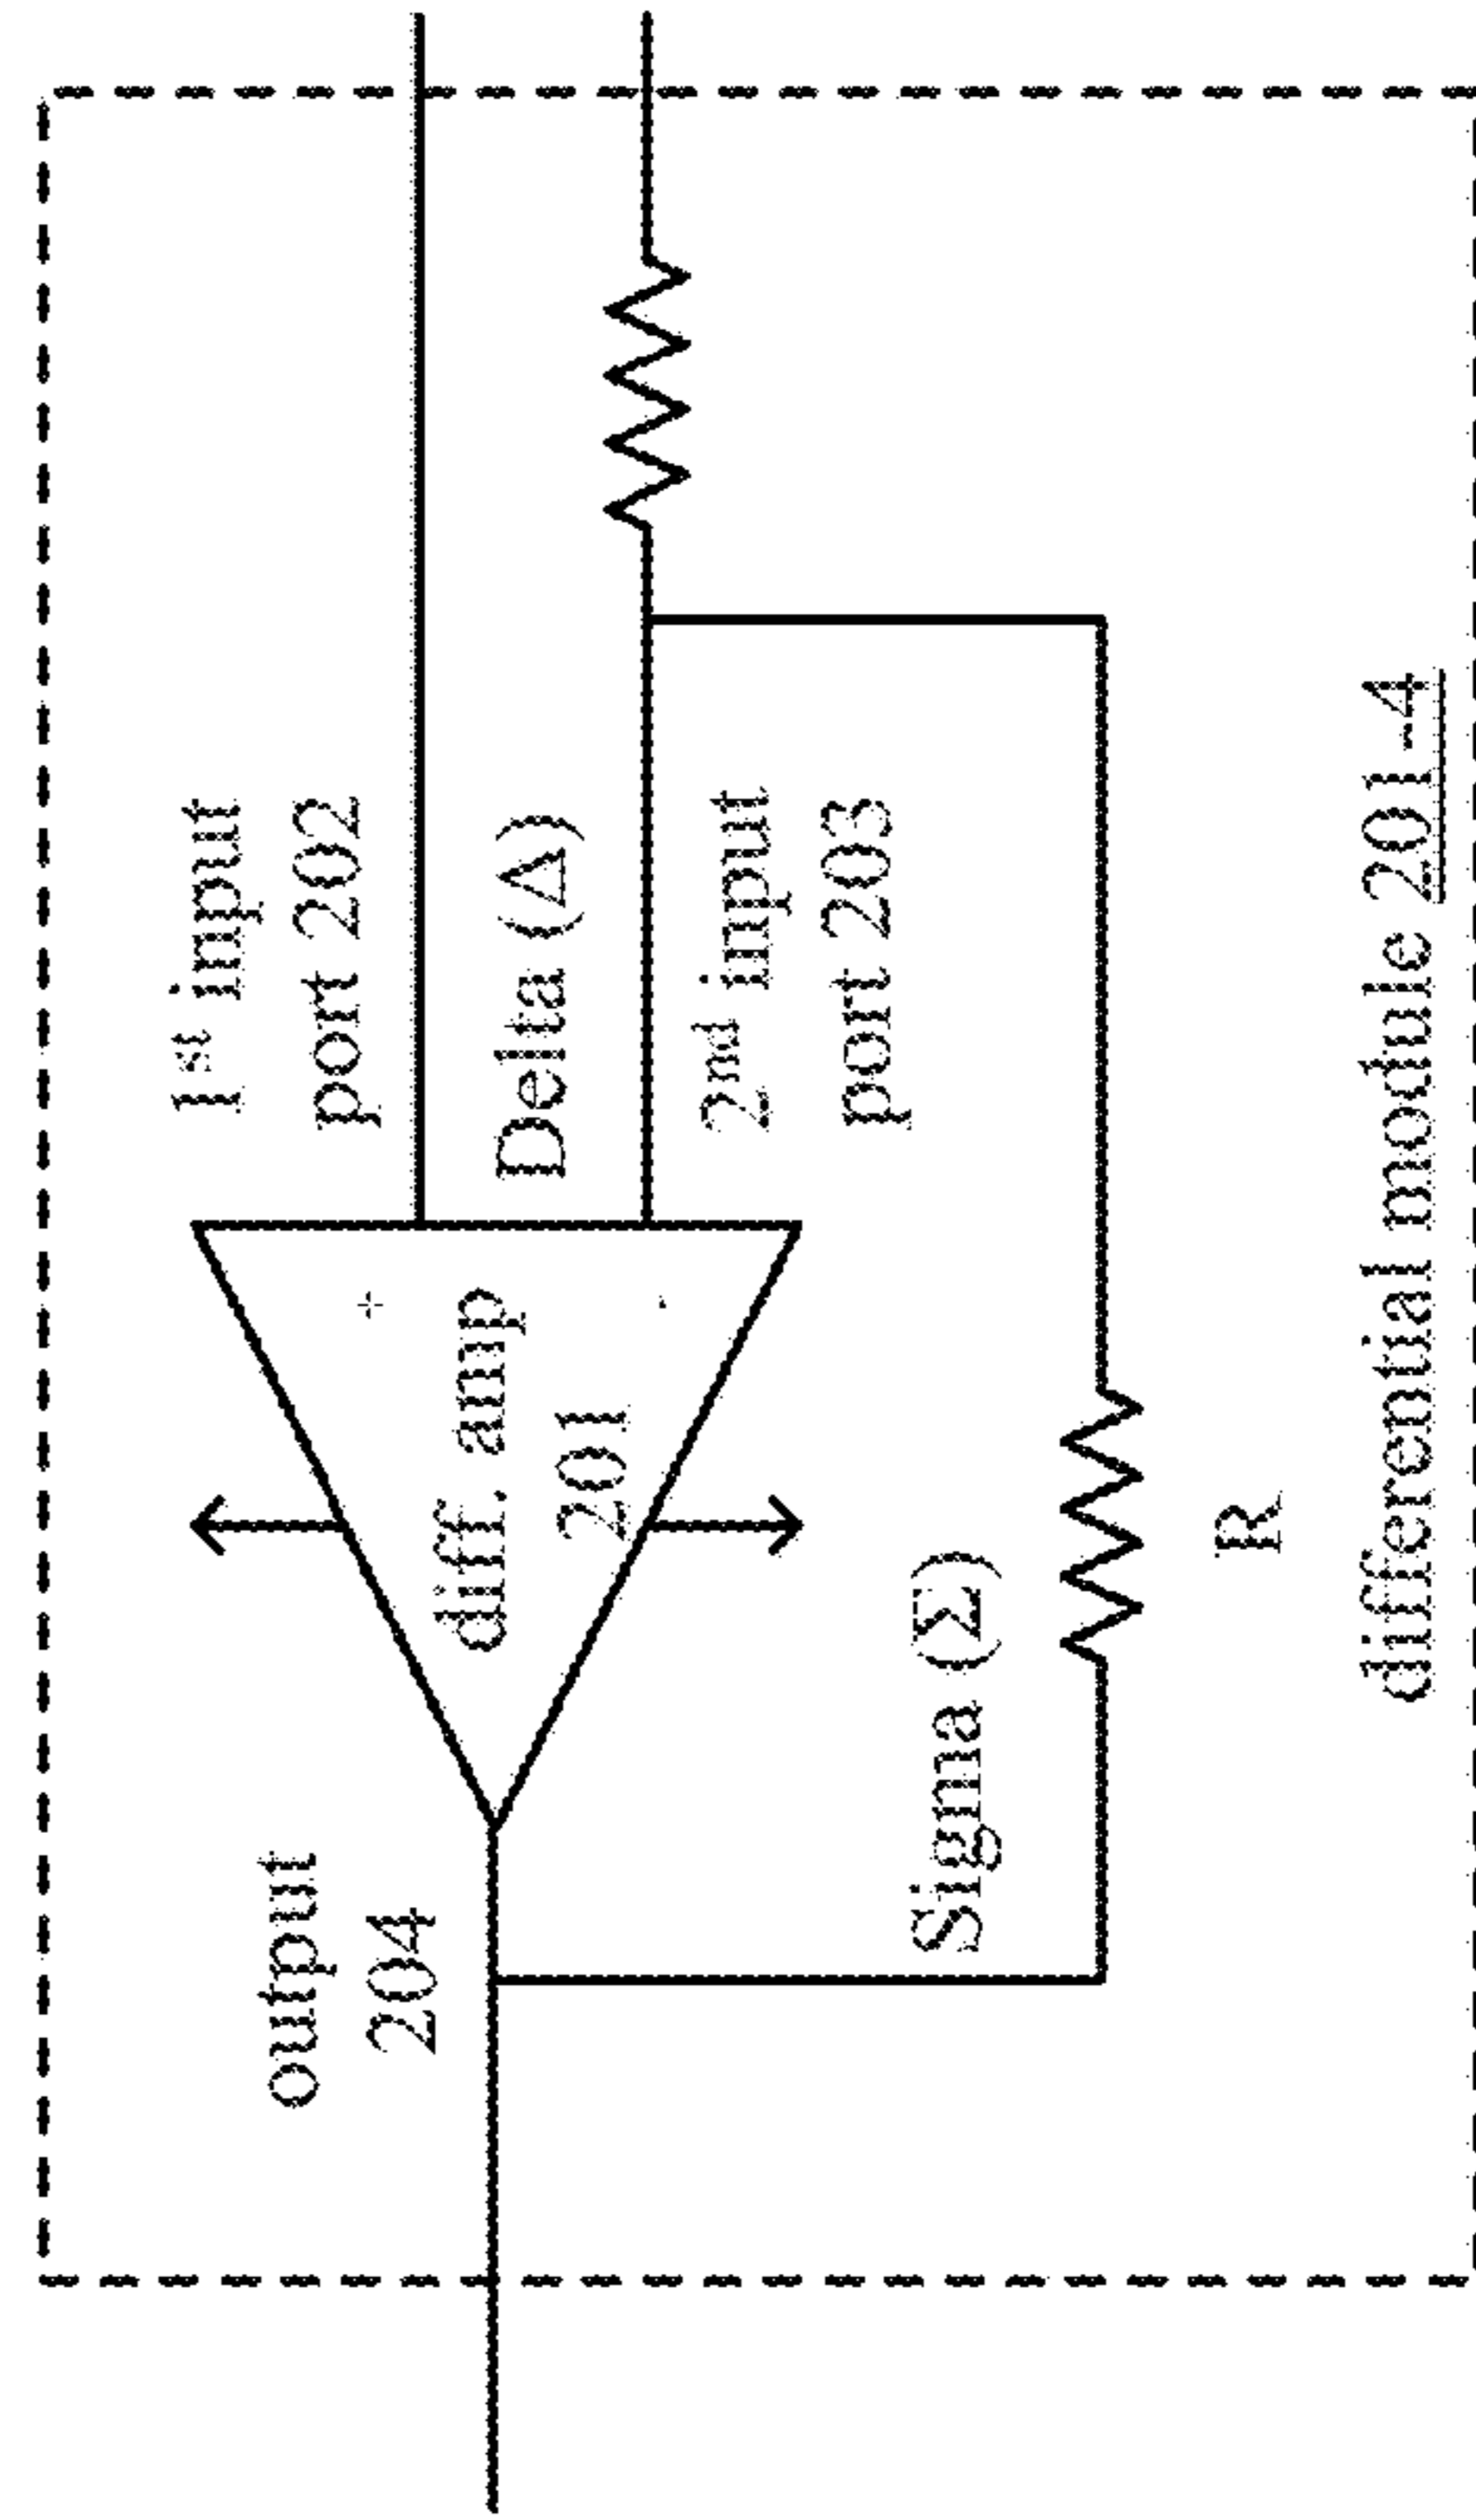 1st input
port 202
Delta (Δ)
2nd input
port 203
+
diff. amp
201
output
204
Sigma (Σ)
R
differential module 201-4